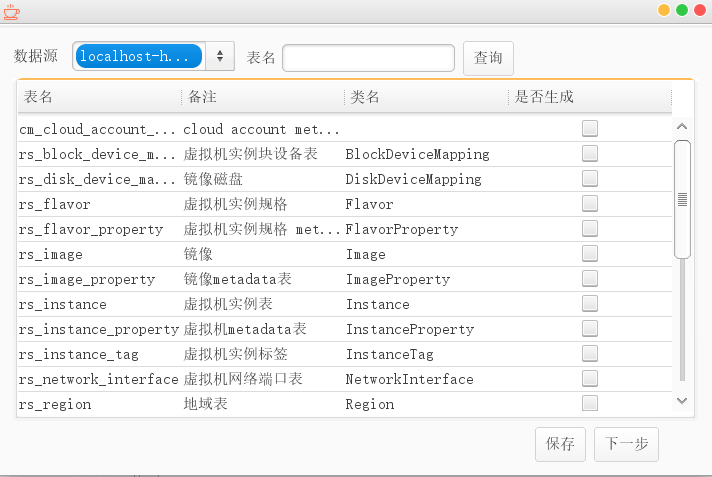 数据源 localhost-h... 表名 查询
表名 备注 类名 是否生成
cm_cloud_account_... cloud account met...
rs_block_device_m... 虚拟机实例块设备表 BlockDeviceMapping
rs_disk_device_ma... 镜像磁盘 DiskDeviceMapping
rs_flavor 虚拟机实例规格 Flavor
rs_flavor_property 虚拟机实例规格 met... FlavorProperty
rs_image 镜像 Image
rs_image_property 镜像metadata表 ImageProperty
rs_instance 虚拟机实例表 Instance
rs_instance_property 虚拟机metadata表 InstanceProperty
rs_instance_tag 虚拟机实例标签 InstanceTag
rs_network_interface 虚拟机网络端口表 NetworkInterface
rs_region 地域表 Region
保存 下一步